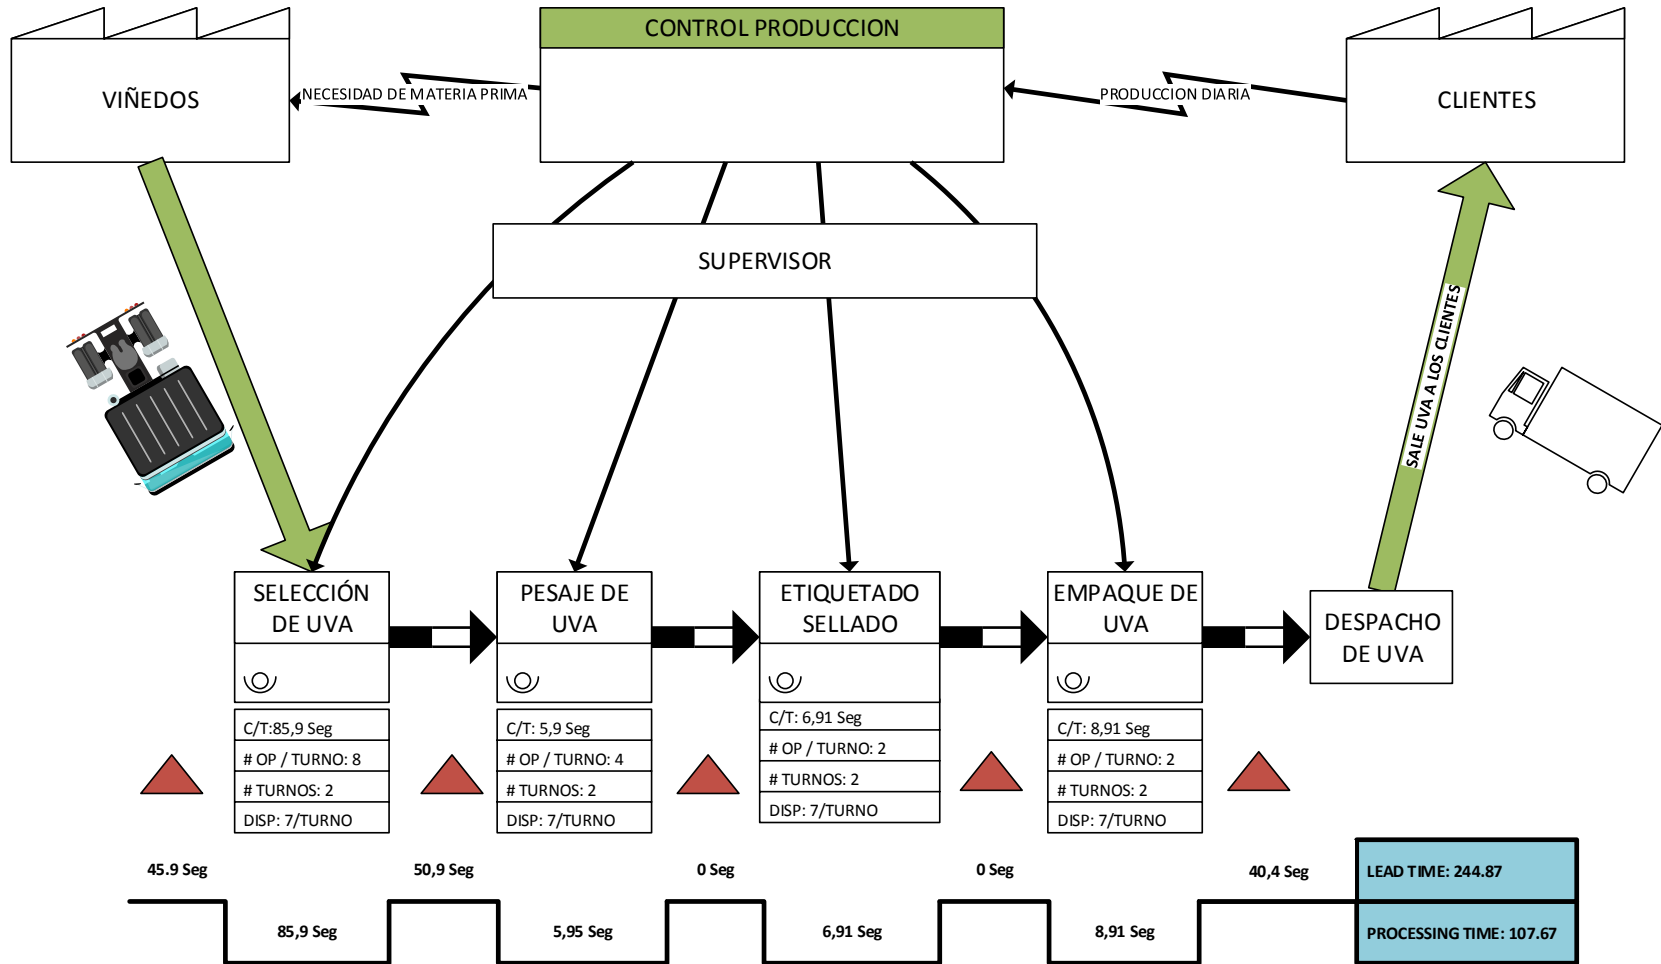 CONTROL PRODUCCION
VIÑEDOS
NECESIDAD DE MATERIA PRIMA
PRODUCCION DIARIA
CLIENTES
SUPERVISOR
SALE UVA A LOS CLIENTES
SELECCIÓN
DE UVA
PESAJE DE
UVA
ETIQUETADO
SELLADO
EMPAQUE DE
UVA
DESPACHO
DE UVA
C/T:85,9 Seg
# OP / TURNO: 8
# TURNOS: 2
DISP: 7/TURNO
C/T: 5,9 Seg
# OP / TURNO: 4
# TURNOS: 2
DISP: 7/TURNO
C/T: 6,91 Seg
# OP / TURNO: 2
# TURNOS: 2
DISP: 7/TURNO
C/T: 8,91 Seg
# OP / TURNO: 2
# TURNOS: 2
DISP: 7/TURNO
45.9 Seg
50,9 Seg
0 Seg
0 Seg
40,4 Seg
LEAD TIME: 244.87
85,9 Seg
5,95 Seg
6,91 Seg
8,91 Seg
PROCESSING TIME: 107.67